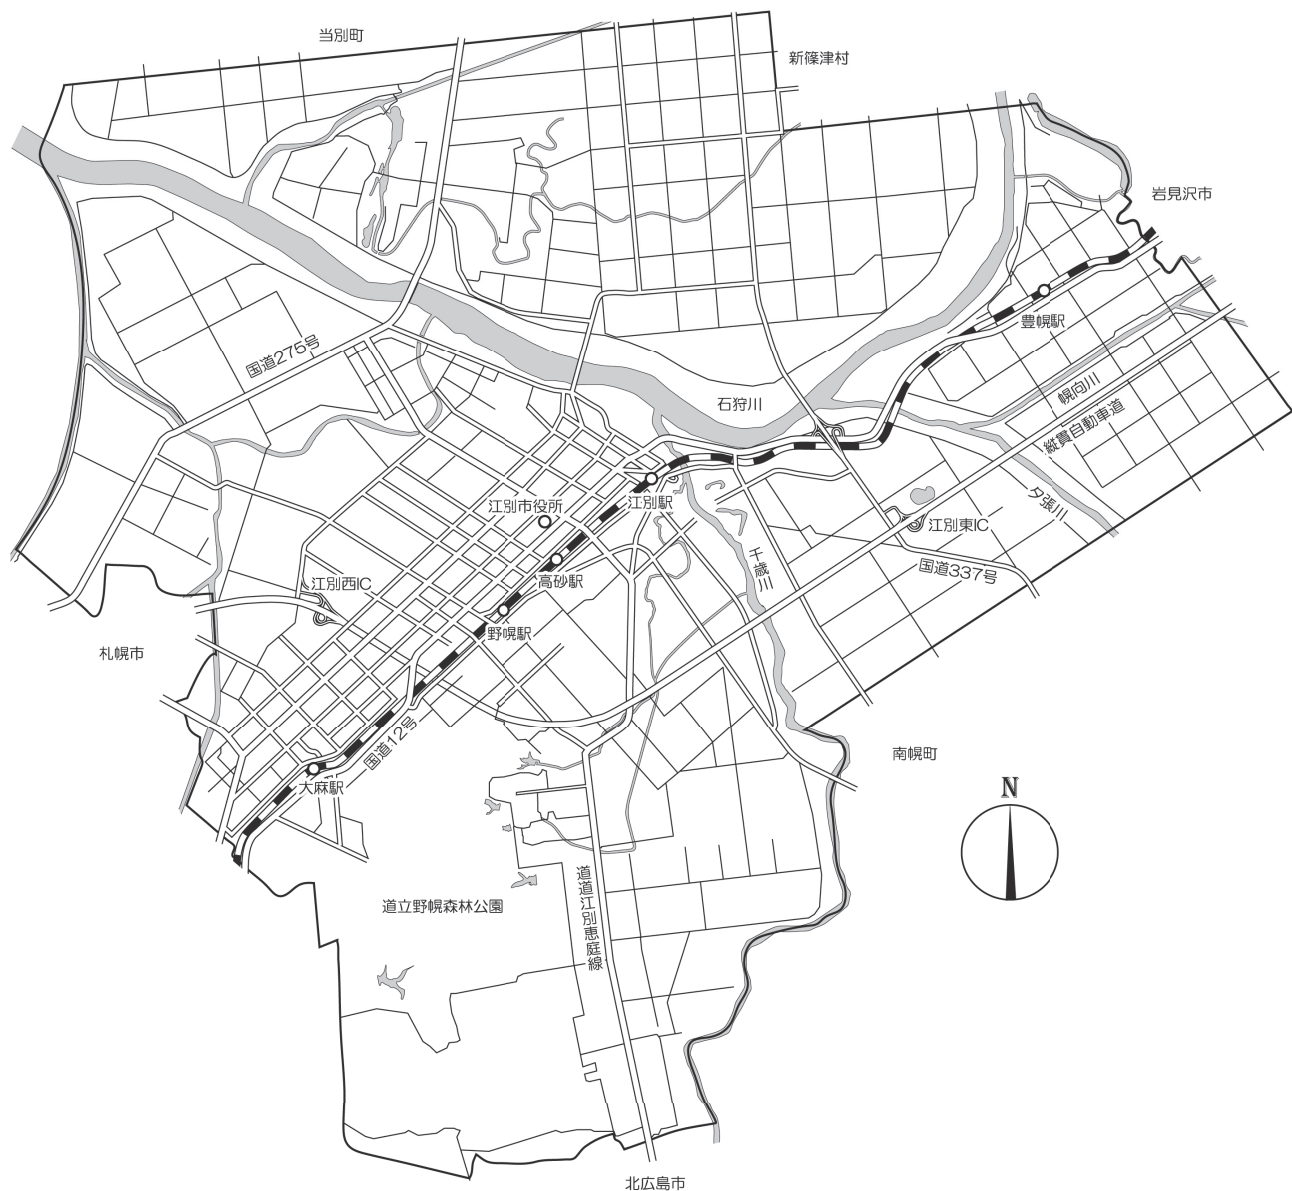 当別町
新篠津村
岩見沢市
豊幌駅
国道275号
幌向川
石狩川
縦貫自動車道
江別駅
江別市役所
夕張川
江別東IC
高砂駅
千歳川
国道337号
江別西IC
野幌駅
札幌市
国道12号
南幌町
大麻駅
N
道立野幌森林公園
道道江別恵庭線
北広島市